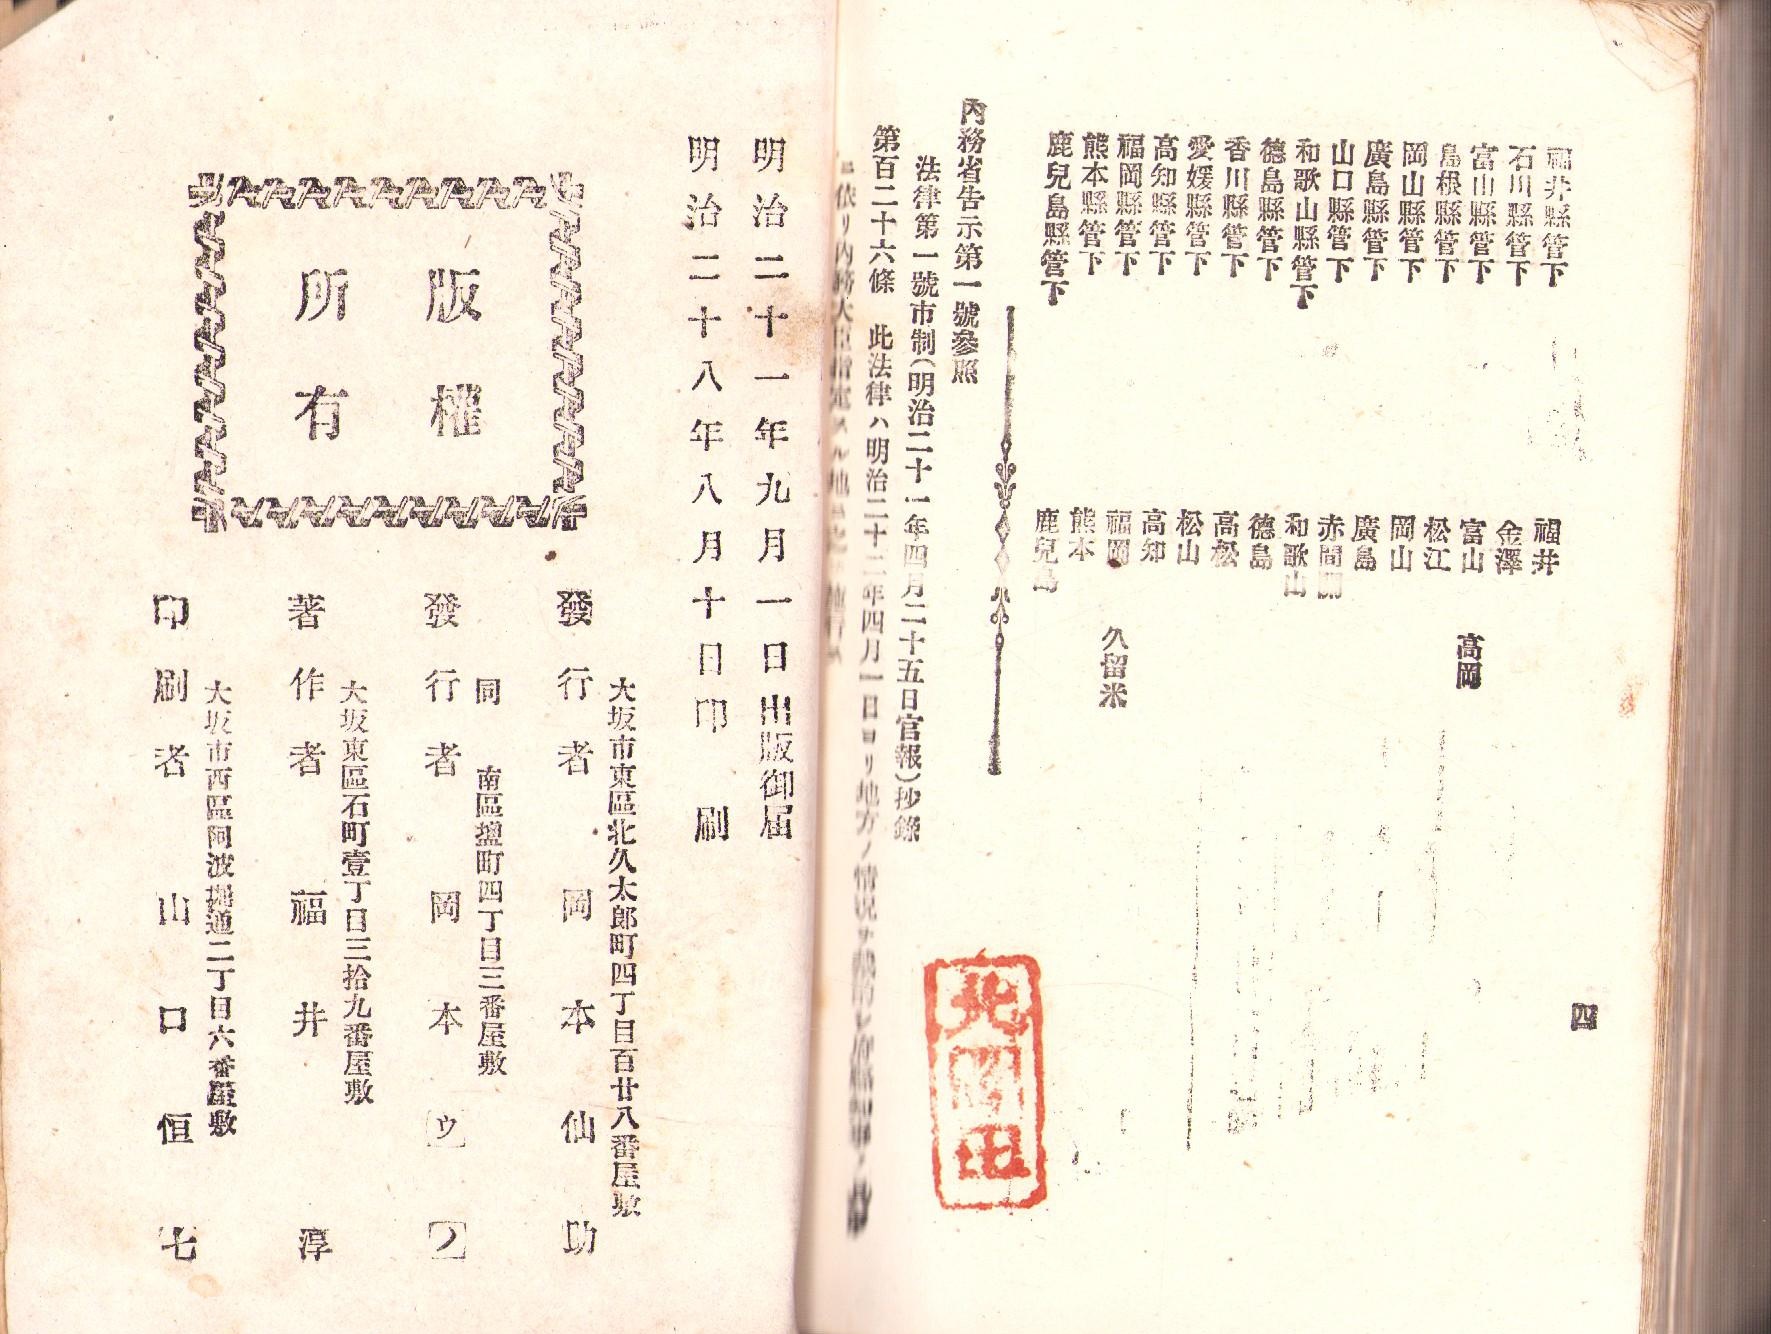 四
福井縣管下 福井
石川縣管下 金澤
富山縣管下 富山 高岡
島根縣管下 松江
岡山縣管下 岡山
廣島縣管下 廣島
山口縣管下 赤間關
和歌山縣管下 和歌山
德島縣管下 德島
香川縣管下 高松
愛媛縣管下 松山
高知縣管下 高知
福岡縣管下 福岡 久留米
熊本縣管下 熊本
鹿兒島縣管下 鹿兒島
內務省告示第一號參照
法律第一號市制(明治二十一年四月二十五日官報)抄錄
第百二十六條 此法律ハ明治二十二年四月一日ヨリ地方ノ情況ヲ裁酌シ府縣知事ノ
ニ依リ內務大臣指定スル地ニ之ヲ施行ス
明治二十一年九月一日出版御届
明治二十八年八月十日印刷
版權
所有
大坂市東區北久太郎町四丁目百廿八番屋敷
發行者 岡本仙助
同 南區鹽町四丁目三番屋敷
發行者 岡本ウノ
大坂東區石町壹丁目三拾九番屋敷
著作者 福井淳
大坂市西區阿波堀通二丁目六番屋敷
印刷者 山口恒七